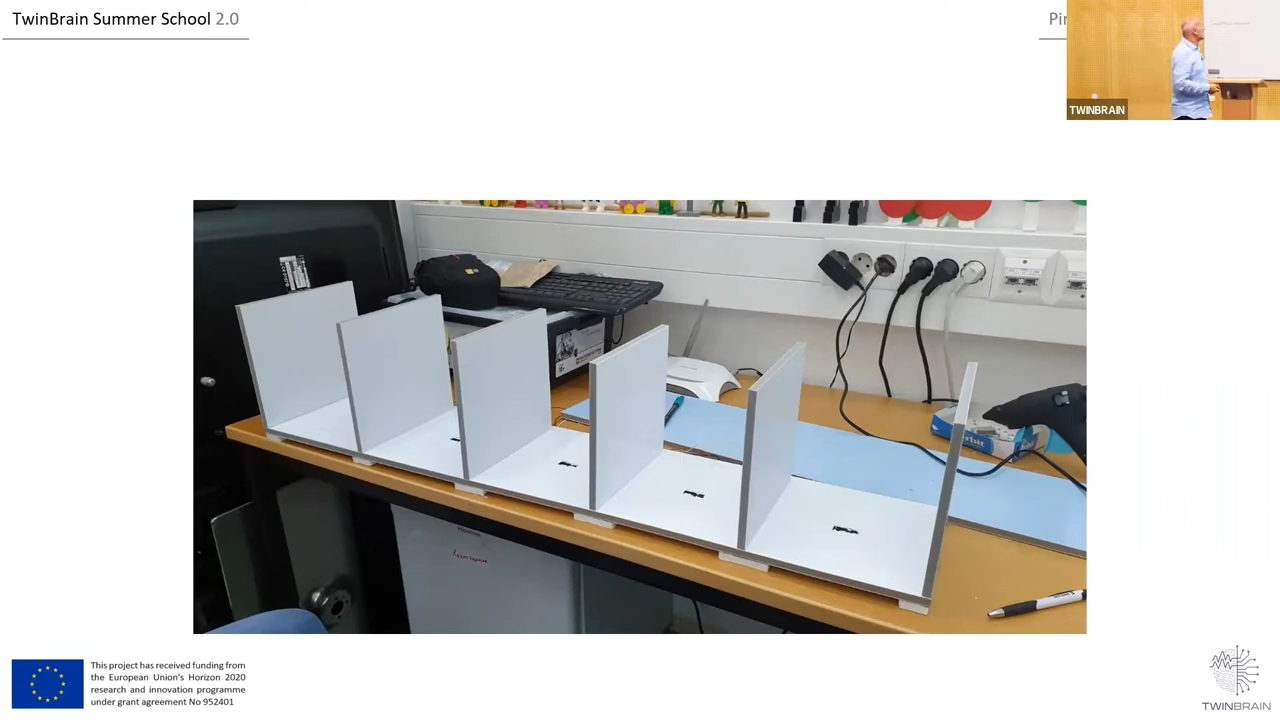 TwinBrain Summer School 2.0
Pir
TWINBRAIN
This project has received funding from
the European Union's Horizon 2020
research and innovation programme
under grant agreement No 952401
TWINBRAIN